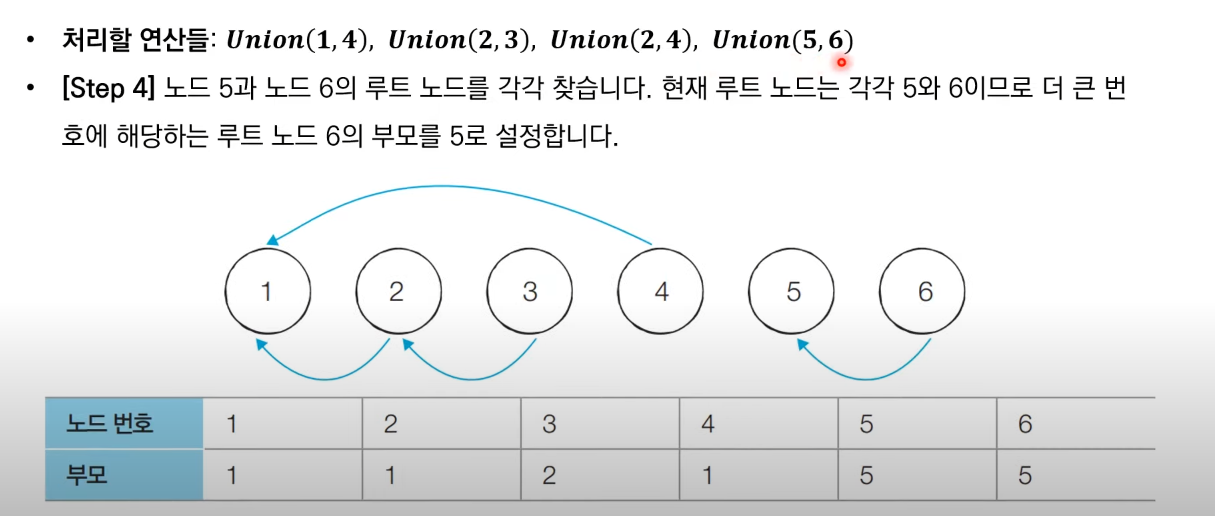 • 처리할 연산들: Union(1,4), Union(2,3), Union(2,4), Union(5,6)
• [Step 4] 노드 5과 노드 6의 루트 노드를 각각 찾습니다. 현재 루트 노드는 각각 5와 6이므로 더 큰 번
호에 해당하는 루트 노드 6의 부모를 5로 설정합니다.
1 2 3 4 5 6
노드 번호 1 2 3 4 5 6
부모 1 1 2 1 5 5